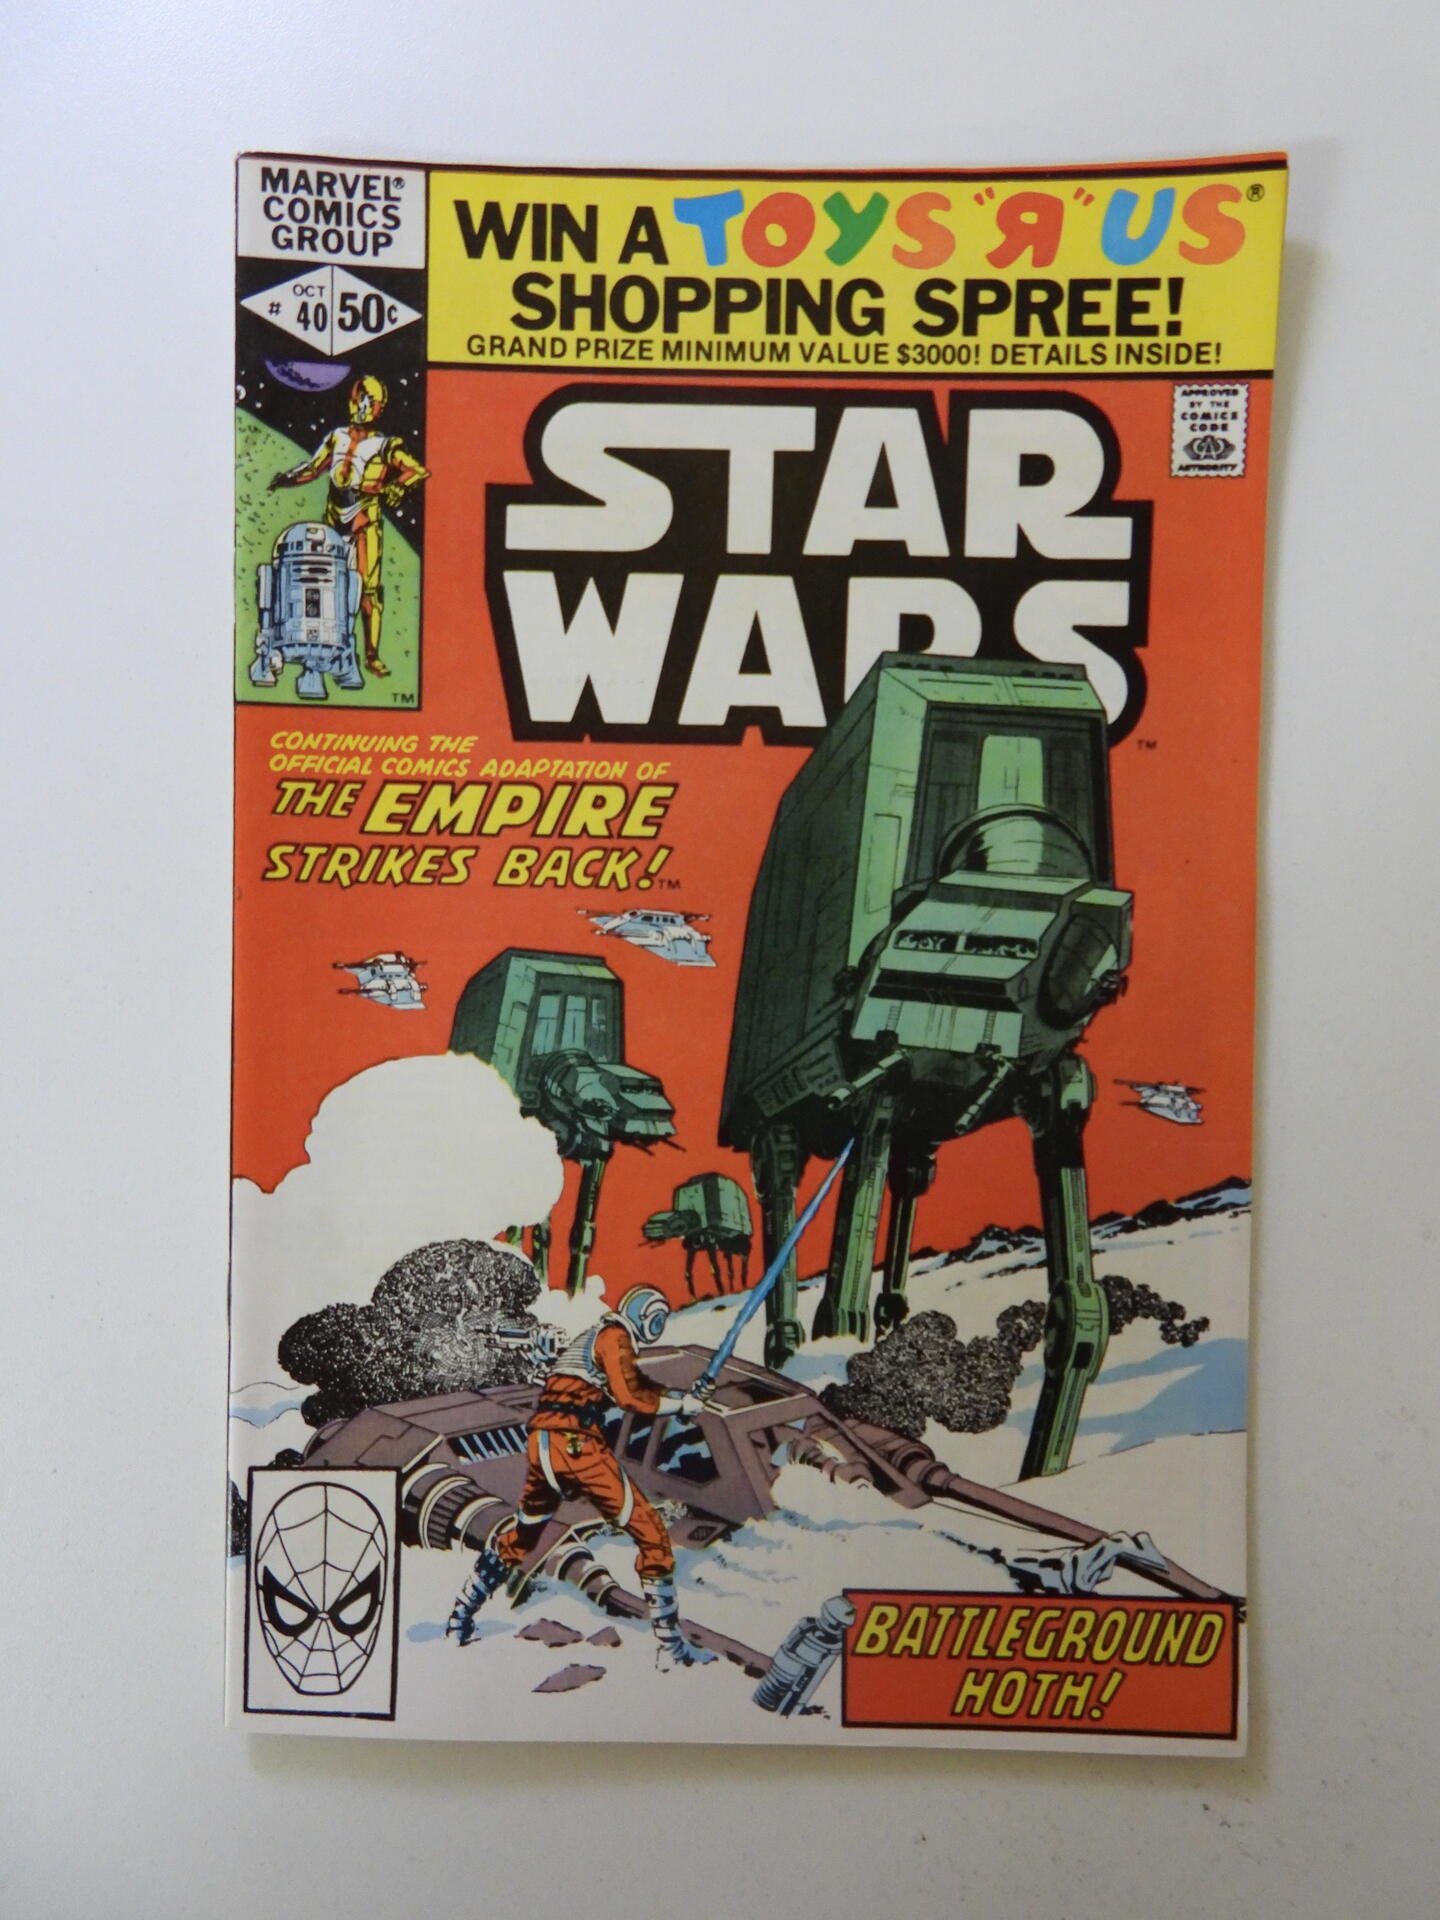 MARVEL®
COMICS
GROUP
OCT
# 40 50¢
WIN A TOYS "R" US®
SHOPPING SPREE!
GRAND PRIZE MINIMUM VALUE $3000! DETAILS INSIDE!
APPROVED
BY THE
COMICS
CODE
CA
AUTHORITY
STAR
WARS
TM
TM
CONTINUING THE
OFFICIAL COMICS ADAPTATION OF
THE EMPIRE
STRIKES BACK!™
BATTLEGROUND
HOTH!